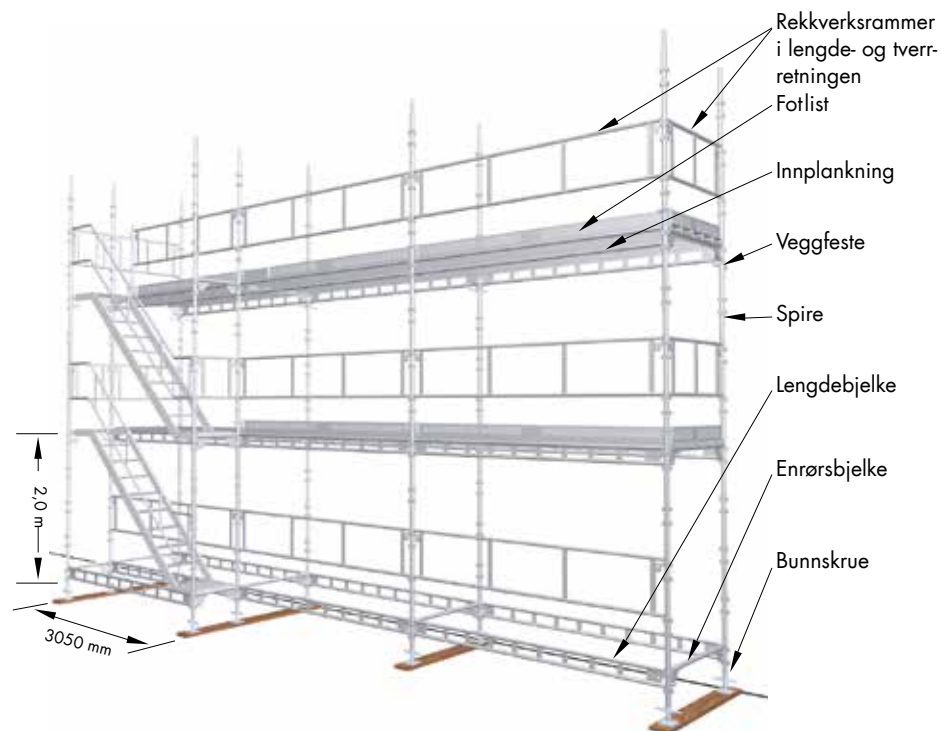 Rekkverksrammer
i lengde- og tverr-
retningen
Fotlist
Innplankning
Veggfeste
Spire
Lengdebjelke
Enrørsbjelke
Bunnskrue
2,0 m
3050 mm